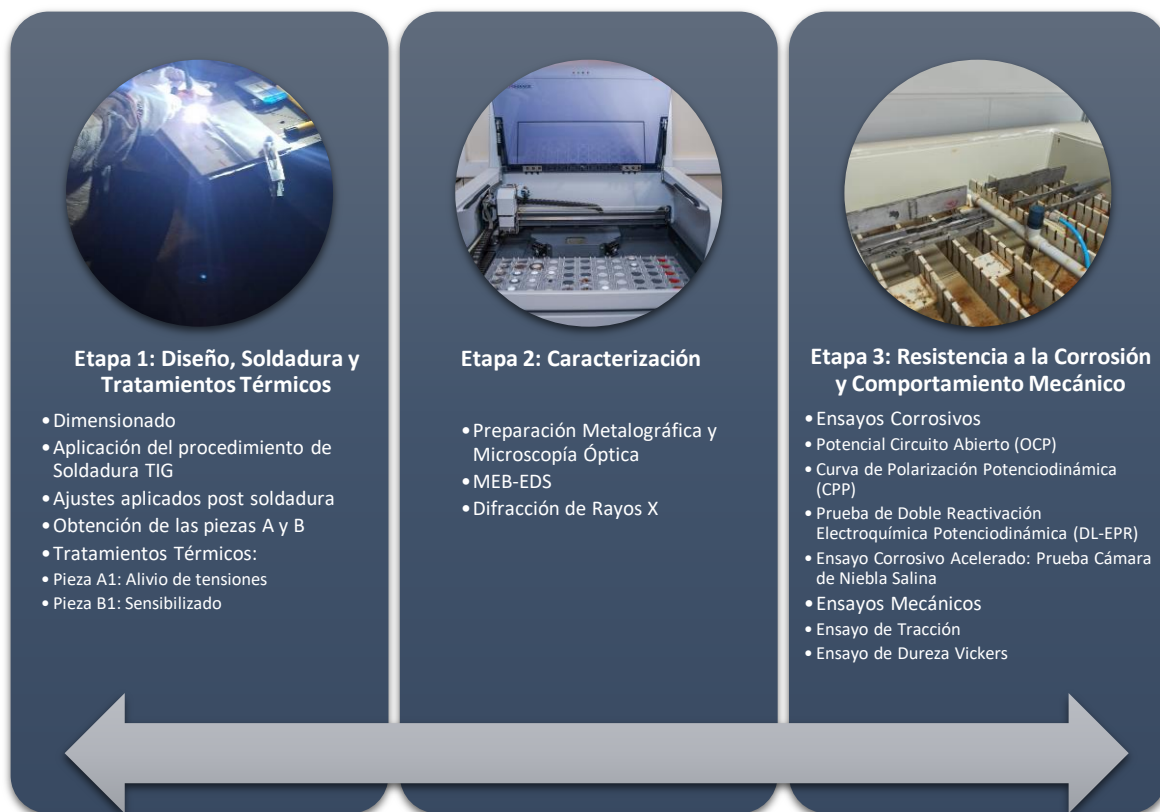 Etapa 1: Diseño, Soldadura y
Tratamientos Térmicos
• Dimensionado
• Aplicación del procedimiento de
Soldadura TIG
• Ajustes aplicados post soldadura
• Obtención de las piezas A y B
• Tratamientos Térmicos:
• Pieza A1: Alivio de tensiones
• Pieza B1: Sensibilizado
Etapa 2: Caracterización
• Preparación Metalográfica y
Microscopía Óptica
• MEB-EDS
• Difracción de Rayos X
Etapa 3: Resistencia a la Corrosión
y Comportamiento Mecánico
• Ensayos Corrosivos
• Potencial Circuito Abierto (OCP)
• Curva de Polarización Potenciodinámica
(CPP)
• Prueba de Doble Reactivación
Electroquímica Potenciodinámica (DL-EPR)
• Ensayo Corrosivo Acelerado: Prueba Cámara
de Niebla Salina
• Ensayos Mecánicos
• Ensayo de Tracción
• Ensayo de Dureza Vickers